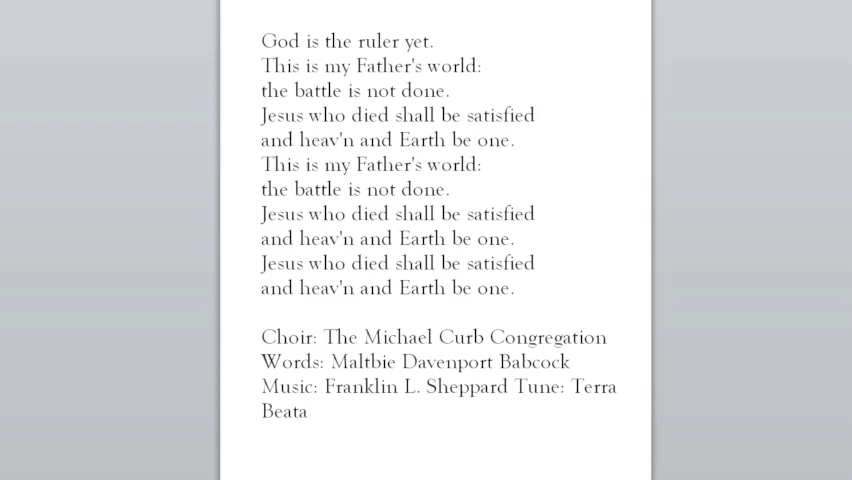 God is the ruler yet.
This is my Father's world:
the battle is not done.
Jesus who died shall be satisfied
and heav'n and Earth be one.
This is my Father's world:
the battle is not done.
Jesus who died shall be satisfied
and heav'n and Earth be one.
Jesus who died shall be satisfied
and heav'n and Earth be one.
Choir: The Michael Curb Congregation
Words: Maltbie Davenport Babcock
Music: Franklin L. Sheppard Tune: Terra
Beata